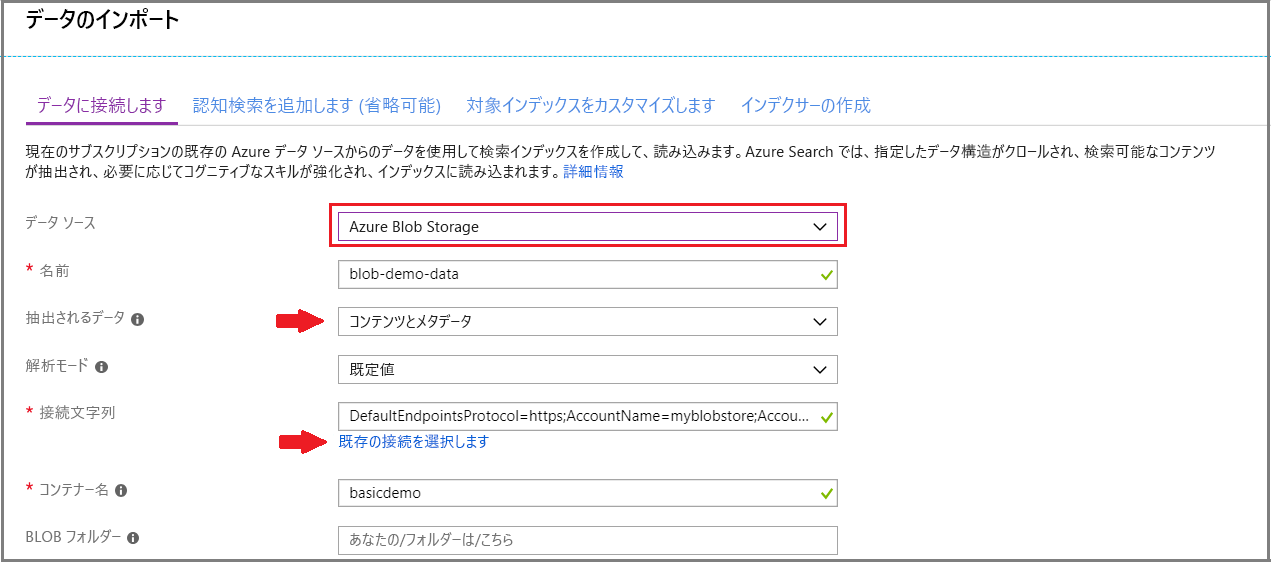 データのインポート
データに接続します 認知検索を追加します (省略可能) 対象インデックスをカスタマイズします インデクサーの作成
現在のサブスクリプションの既存の Azure データ ソースからのデータを使用して検索インデックスを作成して、読み込みます。Azure Search では、指定したデータ構造がクロールされ、検索可能なコンテンツ
が抽出され、必要に応じてコグニティブなスキルが強化され、インデックスに読み込まれます。詳細情報
データ ソース Azure Blob Storage
* 名前 blob-demo-data
抽出されるデータ コンテンツとメタデータ
解析モード 既定値
* 接続文字列 DefaultEndpointsProtocol=https;AccountName=myblobstore;Accou...
既存の接続を選択します
* コンテナー名 basicdemo
BLOB フォルダー あなたの/フォルダーは/こちら